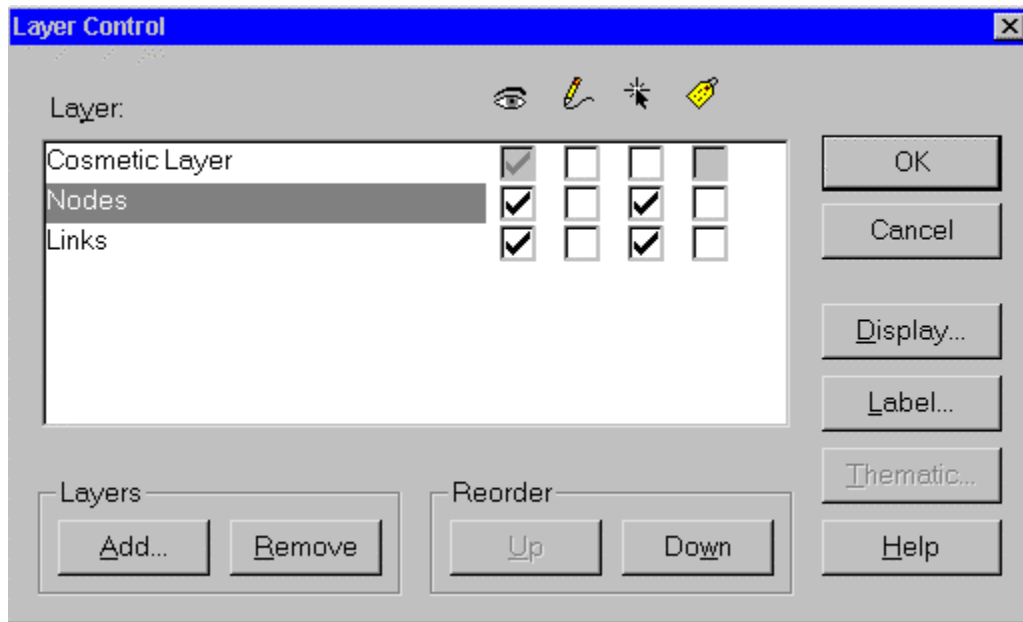 Layer Control
Layer:
Cosmetic Layer
Nodes
Links
OK
Cancel
Display...
Label...
Thematic...
Help
Layers
Add...
Remove
Reorder
Up
Down